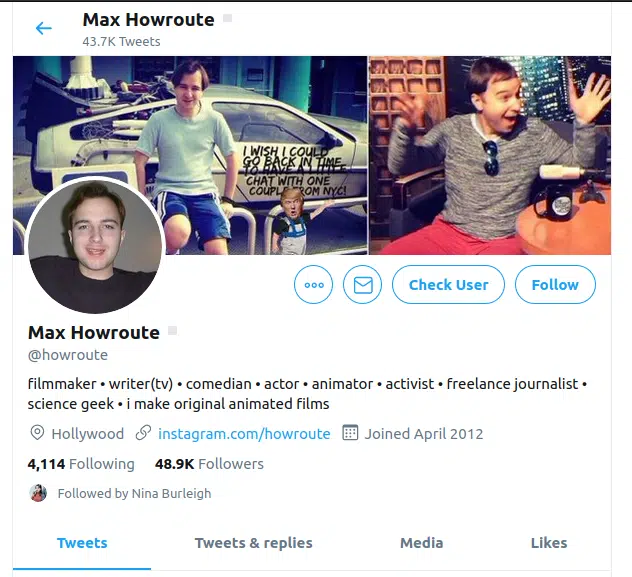 Max Howroute
43.7K Tweets
I WISH I COULD
GO BACK IN TIME
TO HAVE A LITTLE
CHAT WITH ONE
COUPLE FROM NYC!
Check User
Follow
Max Howroute
@howroute
filmmaker • writer(tv) • comedian • actor • animator • activist • freelance journalist •
science geek • i make original animated films
Hollywood instagram.com/howroute Joined April 2012
4,114 Following 48.9K Followers
Followed by Nina Burleigh
Tweets Tweets & replies Media Likes